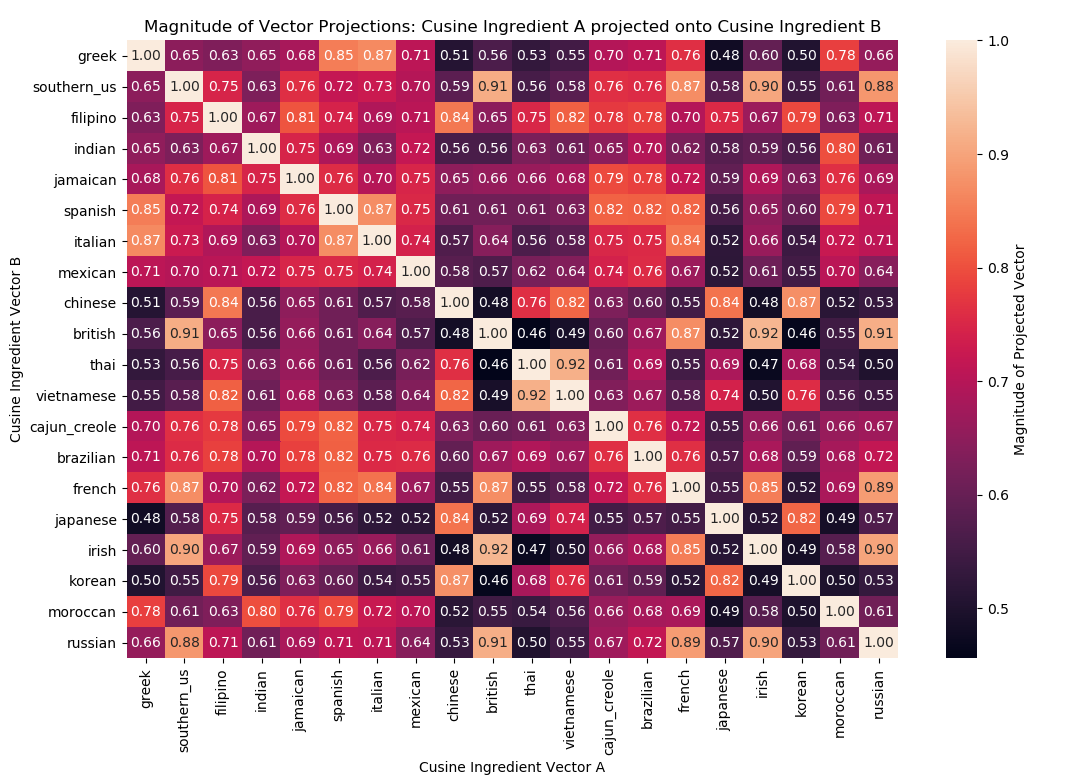 Magnitude of Vector Projections: Cusine Ingredient A projected onto Cusine Ingredient B
greek 1.00 0.65 0.63 0.65 0.68 0.85 0.87 0.71 0.51 0.56 0.53 0.55 0.70 0.71 0.76 0.48 0.60 0.50 0.78 0.66
southern_us 0.65 1.00 0.75 0.63 0.76 0.72 0.73 0.70 0.59 0.91 0.56 0.58 0.76 0.76 0.87 0.58 0.90 0.55 0.61 0.88
filipino 0.63 0.75 1.00 0.67 0.81 0.74 0.69 0.71 0.84 0.65 0.75 0.82 0.78 0.78 0.70 0.75 0.67 0.79 0.63 0.71
indian 0.65 0.63 0.67 1.00 0.75 0.69 0.63 0.72 0.56 0.56 0.63 0.61 0.65 0.70 0.62 0.58 0.59 0.56 0.80 0.61
jamaican 0.68 0.76 0.81 0.75 1.00 0.76 0.70 0.75 0.65 0.66 0.66 0.68 0.79 0.78 0.72 0.59 0.69 0.63 0.76 0.69
spanish 0.85 0.72 0.74 0.69 0.76 1.00 0.87 0.75 0.61 0.61 0.61 0.63 0.82 0.82 0.82 0.56 0.65 0.60 0.79 0.71
italian 0.87 0.73 0.69 0.63 0.70 0.87 1.00 0.74 0.57 0.64 0.56 0.58 0.75 0.75 0.84 0.52 0.66 0.54 0.72 0.71
mexican 0.71 0.70 0.71 0.72 0.75 0.75 0.74 1.00 0.58 0.57 0.62 0.64 0.74 0.76 0.67 0.52 0.61 0.55 0.70 0.64
chinese 0.51 0.59 0.84 0.56 0.65 0.61 0.57 0.58 1.00 0.48 0.76 0.82 0.63 0.60 0.55 0.84 0.48 0.87 0.52 0.53
british 0.56 0.91 0.65 0.56 0.66 0.61 0.64 0.57 0.48 1.00 0.46 0.49 0.60 0.67 0.87 0.52 0.92 0.46 0.55 0.91
thai 0.53 0.56 0.75 0.63 0.66 0.61 0.56 0.62 0.76 0.46 1.00 0.92 0.61 0.69 0.55 0.69 0.47 0.68 0.54 0.50
vietnamese 0.55 0.58 0.82 0.61 0.68 0.63 0.58 0.64 0.82 0.49 0.92 1.00 0.63 0.67 0.58 0.74 0.50 0.76 0.56 0.55
cajun_creole 0.70 0.76 0.78 0.65 0.79 0.82 0.75 0.74 0.63 0.60 0.61 0.63 1.00 0.76 0.72 0.55 0.66 0.61 0.66 0.67
brazilian 0.71 0.76 0.78 0.70 0.78 0.82 0.75 0.76 0.60 0.67 0.69 0.67 0.76 1.00 0.76 0.57 0.68 0.59 0.68 0.72
french 0.76 0.87 0.70 0.62 0.72 0.82 0.84 0.67 0.55 0.87 0.55 0.58 0.72 0.76 1.00 0.55 0.85 0.52 0.69 0.89
japanese 0.48 0.58 0.75 0.58 0.59 0.56 0.52 0.52 0.84 0.52 0.69 0.74 0.55 0.57 0.55 1.00 0.52 0.82 0.49 0.57
irish 0.60 0.90 0.67 0.59 0.69 0.65 0.66 0.61 0.48 0.92 0.47 0.50 0.66 0.68 0.85 0.52 1.00 0.49 0.58 0.90
korean 0.50 0.55 0.79 0.56 0.63 0.60 0.54 0.55 0.87 0.46 0.68 0.76 0.61 0.59 0.52 0.82 0.49 1.00 0.50 0.53
moroccan 0.78 0.61 0.63 0.80 0.76 0.79 0.72 0.70 0.52 0.55 0.54 0.56 0.66 0.68 0.69 0.49 0.58 0.50 1.00 0.61
russian 0.66 0.88 0.71 0.61 0.69 0.71 0.71 0.64 0.53 0.91 0.50 0.55 0.67 0.72 0.89 0.57 0.90 0.53 0.61 1.00
greek southern_us filipino indian jamaican spanish italian mexican chinese british thai vietnamese cajun_creole brazilian french japanese irish korean moroccan russian
Cusine Ingredient Vector A
Cusine Ingredient Vector B
1.0
0.9
0.8
0.7
0.6
0.5
Magnitude of Projected Vector